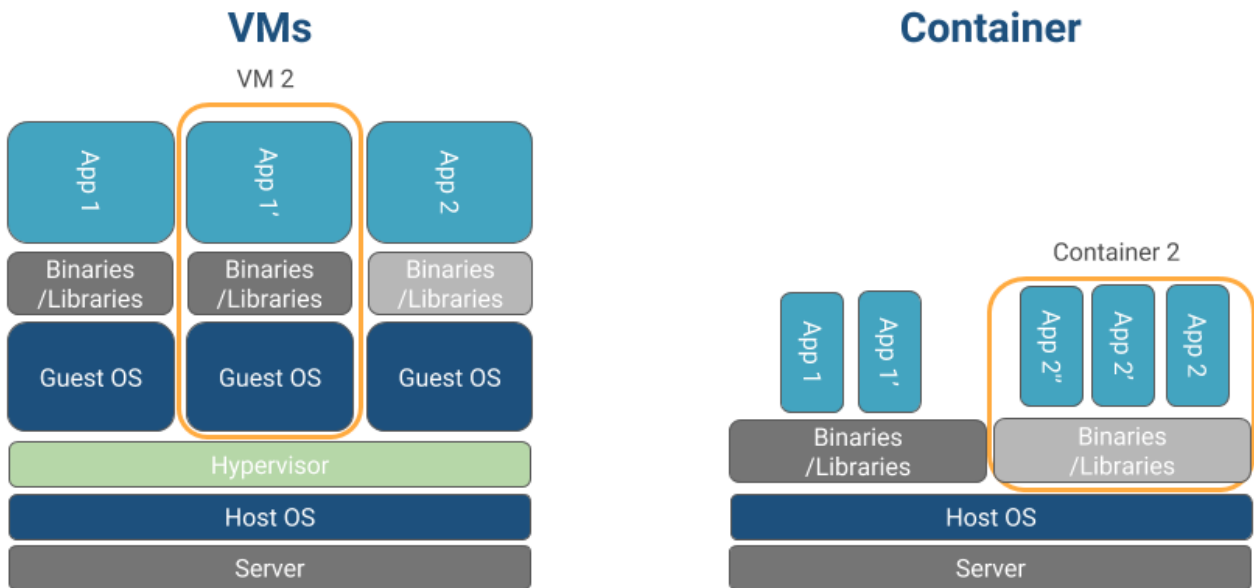 VMs
VM 2
App 1
App 1’
App 2
Binaries
/Libraries
Binaries
/Libraries
Binaries
/Libraries
Guest OS
Guest OS
Guest OS
Hypervisor
Host OS
Server
Container
Container 2
App 1
App 1’
App 2"
App 2’
App 2
Binaries
/Libraries
Binaries
/Libraries
Host OS
Server